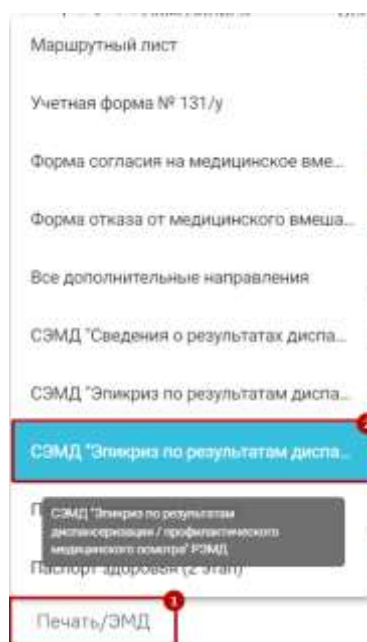 Маршрутный лист
Учетная форма № 131/у
Форма согласия на медицинское вме...
Форма отказа от медицинского вмеша...
Все дополнительные направления
СЭМД "Сведения о результатах диспа...
СЭМД "Эпикриз по результатам диспа...
2
СЭМД "Эпикриз по результатам диспа...
СЭМД "Эпикриз по результатам
диспансеризации / профилактического
медицинского осмотра" РЭМД
Паспорт здоровья (2 этап)
1
Печать/ЭМД